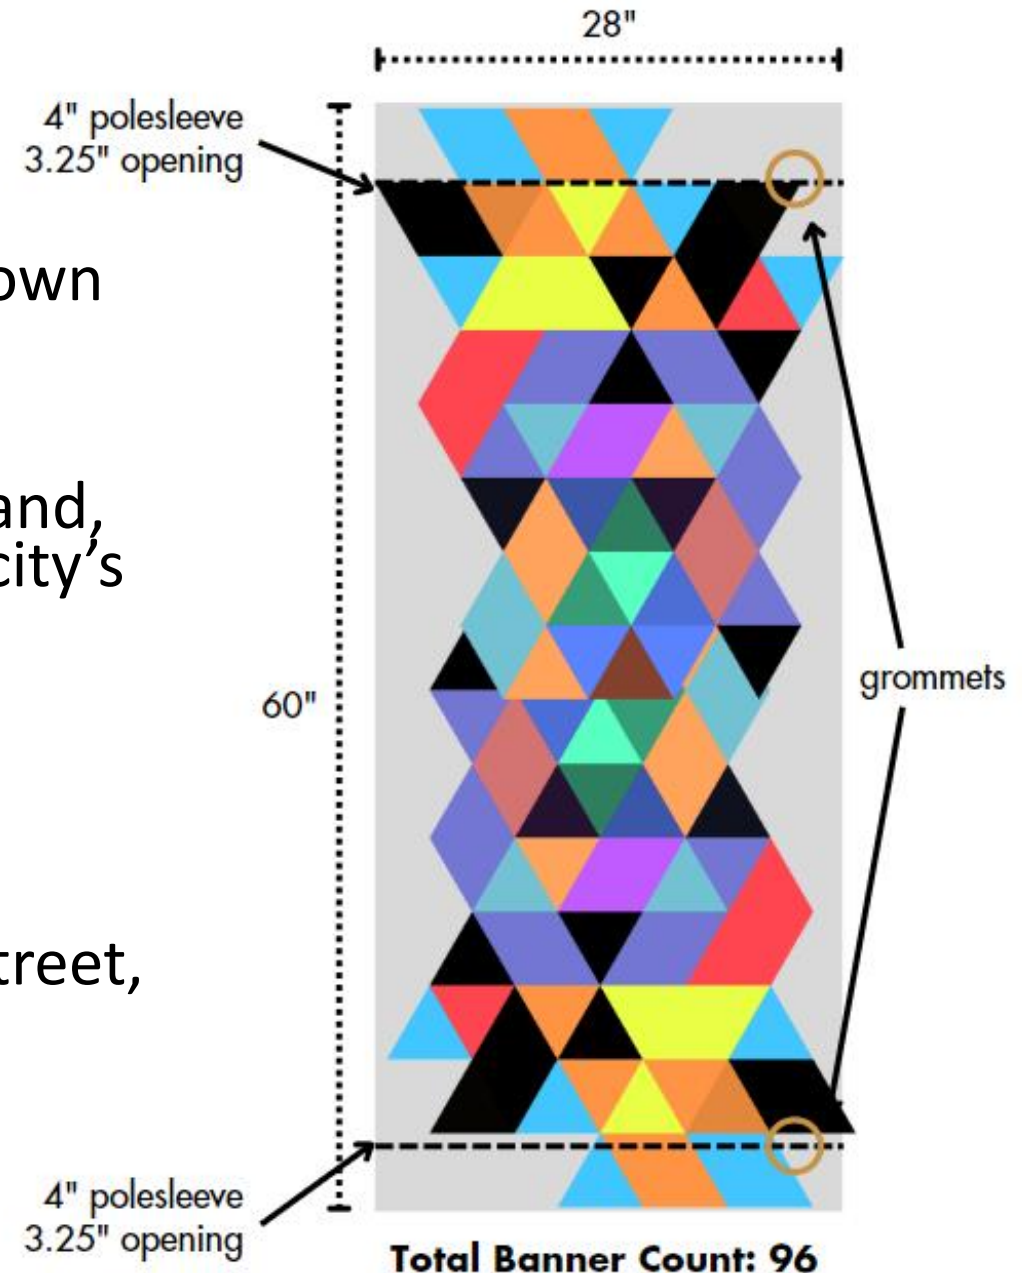 28"
4" polesleeve
3.25" opening
own
and,
city's
60"
grommets
treet,
4" polesleeve
3.25" opening
Total Banner Count: 96